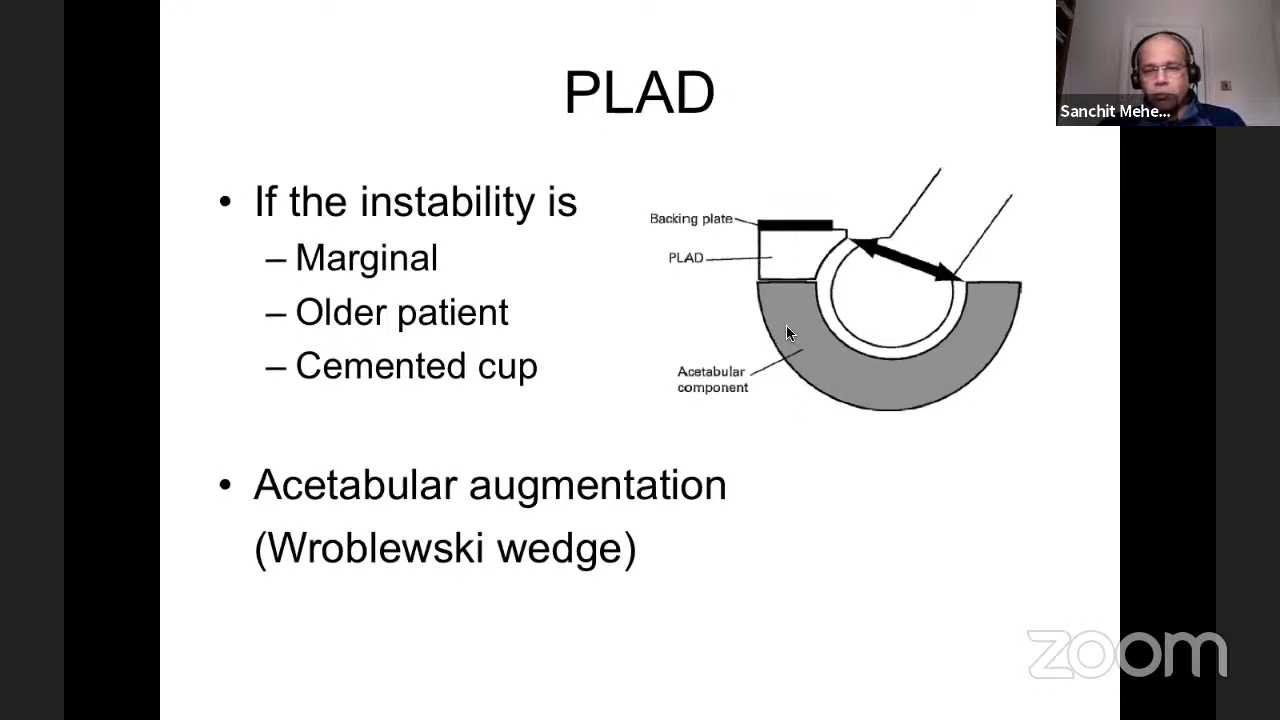 PLAD
Sanchit Mehe...
• If the instability is
– Marginal
– Older patient
– Cemented cup
Backing plate
PLAD
Acetabular
component
• Acetabular augmentation
(Wroblewski wedge)
zoom